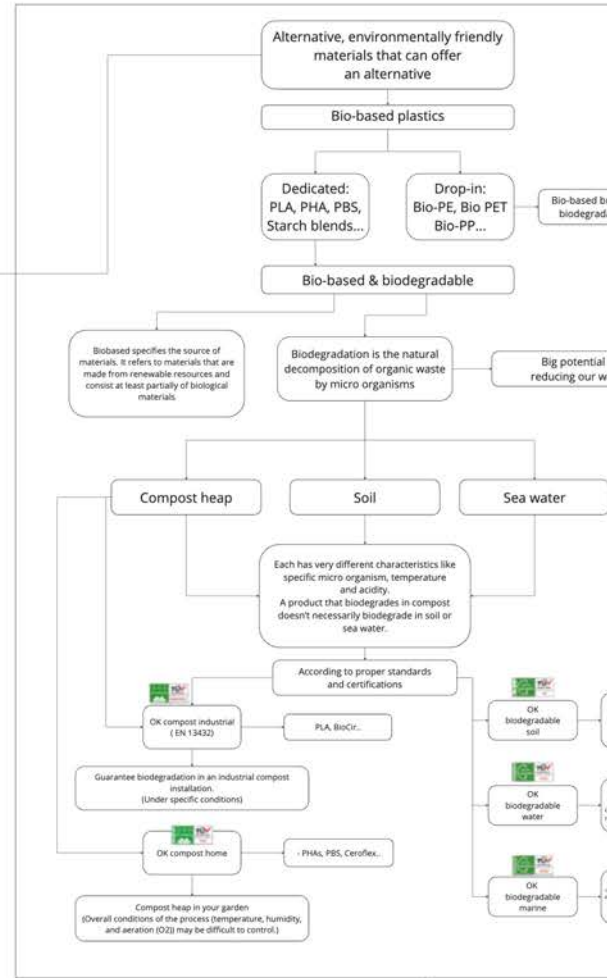 Alternative, environmentally friendly
materials that can offer
an alternative
Bio-based plastics
Dedicated:
PLA, PHA, PBS,
Starch blends...
Drop-in:
Bio-PE, Bio PET
Bio-PP...
Bio-based
Bio-based & biodegradable
Biobased specifies the source of
materials. It refers to materials that are
made from renewable resources and
consist at least partially of biological
materials.
Biodegradation is the natural
decomposition of organic waste
by micro organisms
Big potential
reducing our
Compost heap
Soil
Sea water
Each has very different characteristics like
specific micro organism, temperature
and acidity.
A product that biodegrades in compost
doesn't necessarily biodegrade in soil or
sea water.
According to proper standards
and certifications
OK compost industrial
( EN 13432)
PLA, BioCir..
Guarantee biodegradation in an industrial compost
installation.
(Under specific conditions)
OK compost home
- PHAs, PBS, Ceroflex..
Compost heap in your garden
(Overall conditions of the process (temperature, humidity,
and aeration (O2)) may be difficult to control.)
OK
biodegradable
soil
OK
biodegradable
water
OK
biodegradable
marine